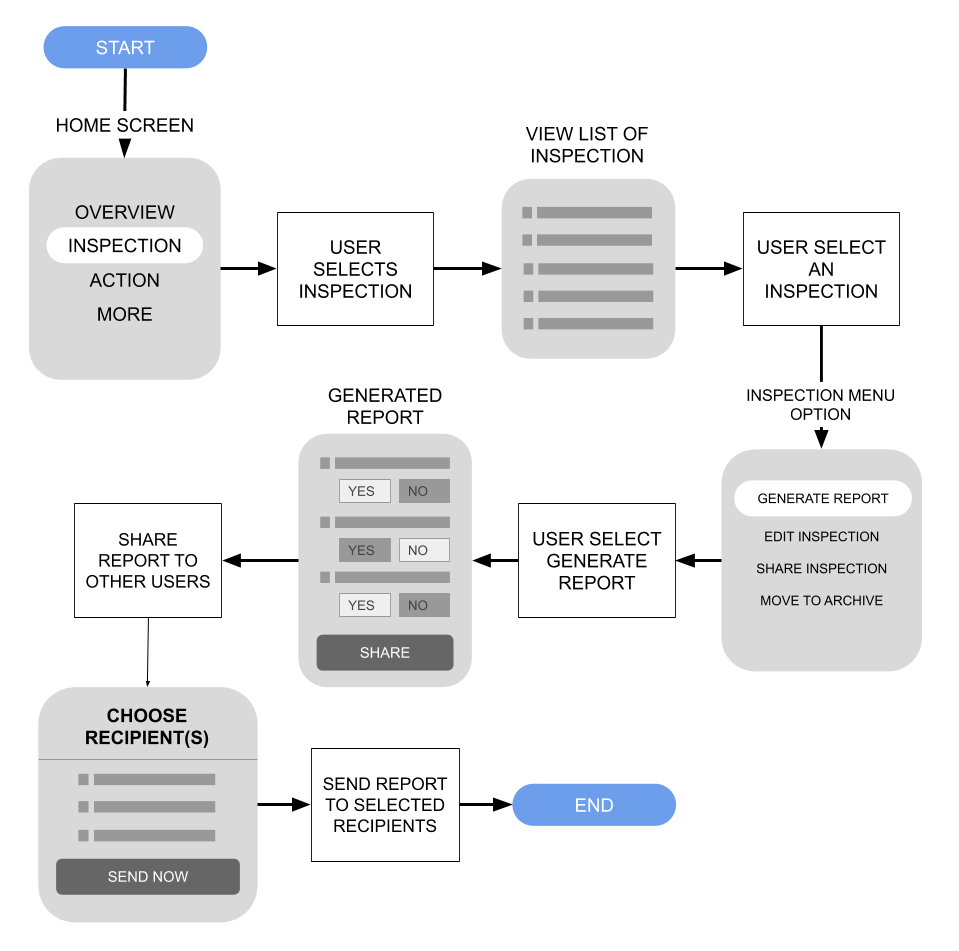 START
HOME SCREEN
OVERVIEW
INSPECTION
ACTION
MORE
USER
SELECTS
INSPECTION
VIEW LIST OF
INSPECTION
USER SELECT
AN
INSPECTION
INSPECTION MENU
OPTION
GENERATE REPORT
EDIT INSPECTION
SHARE INSPECTION
MOVE TO ARCHIVE
USER SELECT
GENERATE
REPORT
GENERATED
REPORT
YES NO
YES NO
YES NO
SHARE
SHARE
REPORT TO
OTHER USERS
CHOOSE
RECIPIENT(S)
SEND NOW
SEND REPORT
TO SELECTED
RECIPIENTS
END